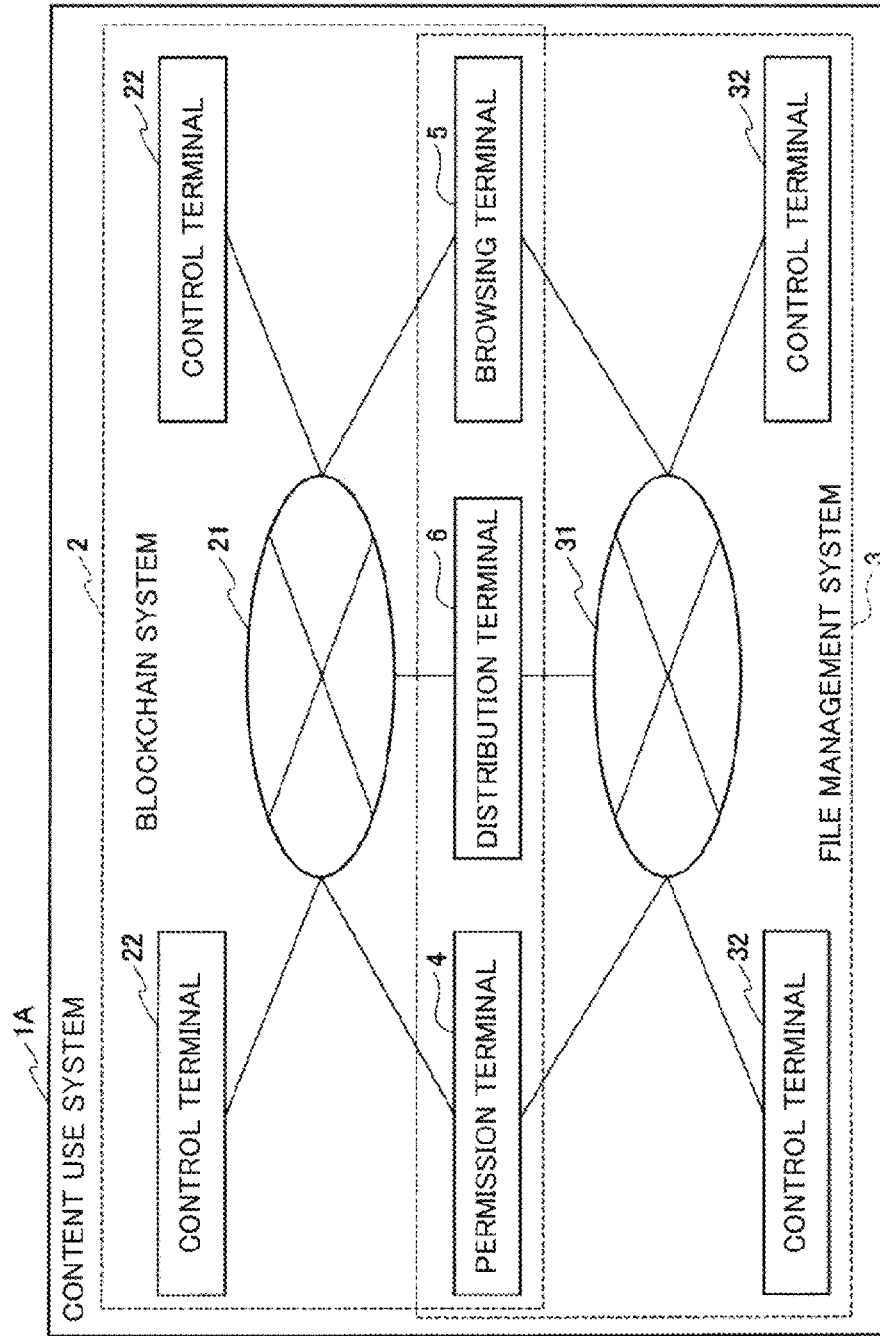 1A
CONTENT USE SYSTEM
2
BLOCKCHAIN SYSTEM
22
CONTROL TERMINAL
22
CONTROL TERMINAL
21
4
PERMISSION TERMINAL
6
DISTRIBUTION TERMINAL
5
BROWSING TERMINAL
31
32
CONTROL TERMINAL
32
CONTROL TERMINAL
FILE MANAGEMENT SYSTEM
3